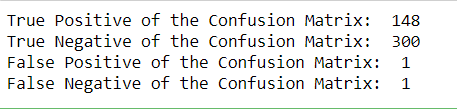 True Positive of the Confusion Matrix:  148
True Negative of the Confusion Matrix:  300
False Positive of the Confusion Matrix:  1
False Negative of the Confusion Matrix:  1